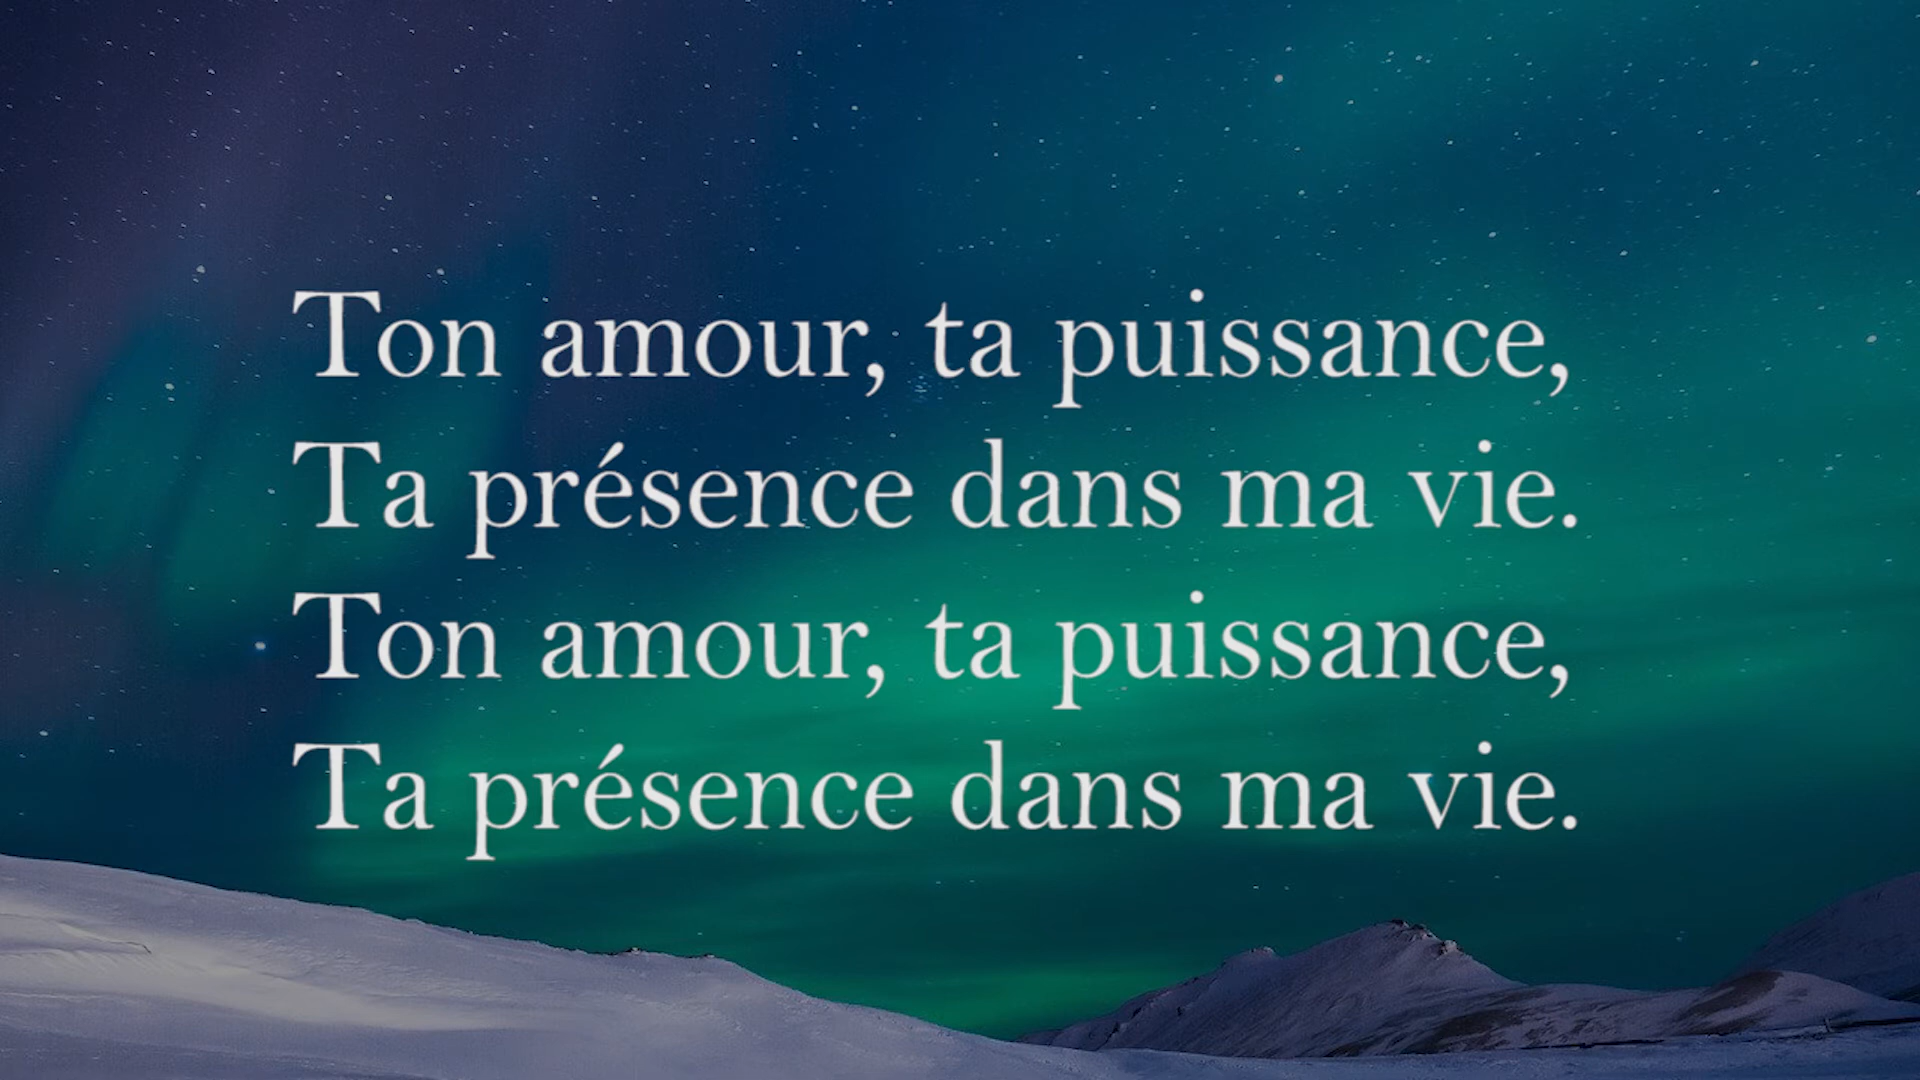 Ton amour, ta puissance,
Ta présence dans ma vie.
Ton amour, ta puissance,
Ta présence dans ma vie.